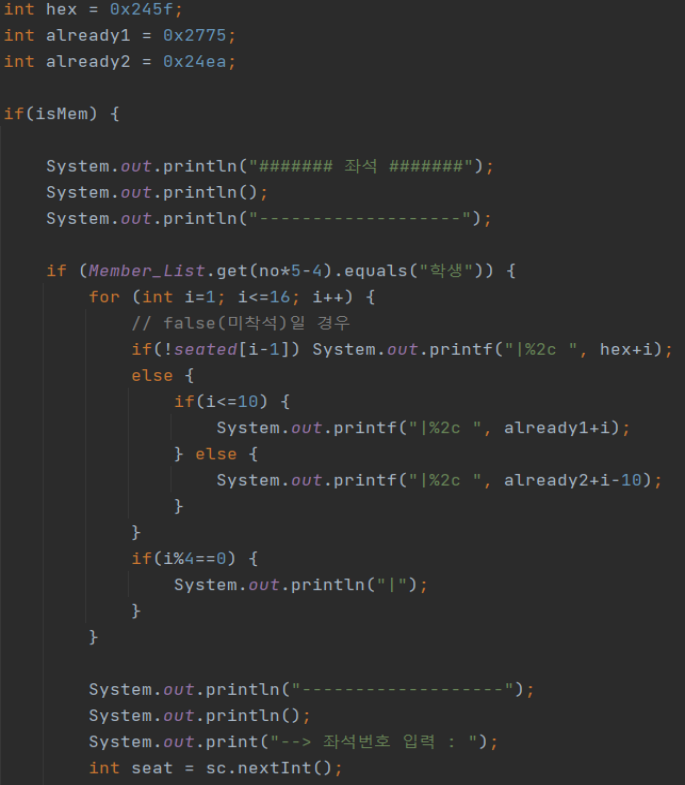 int hex = 0x245f;
int already1 = 0x2775;
int already2 = 0x24ea;
if(isMem) {
System.out.println("####### 좌석 #######");
System.out.println();
System.out.println("-------------------");
if (Member_List.get(no*5-4).equals("학생")) {
for (int i=1; i<=16; i++) {
// false(미착석)일 경우
if(!seated[i-1]) System.out.printf("|%2c ", hex+i);
else {
if(i<=10) {
System.out.printf("|%2c ", already1+i);
} else {
System.out.printf("|%2c ", already2+i-10);
}
}
if(i%4==0) {
System.out.println("|");
}
}
System.out.println("-------------------");
System.out.println();
System.out.print("--> 좌석번호 입력 : ");
int seat = sc.nextInt();